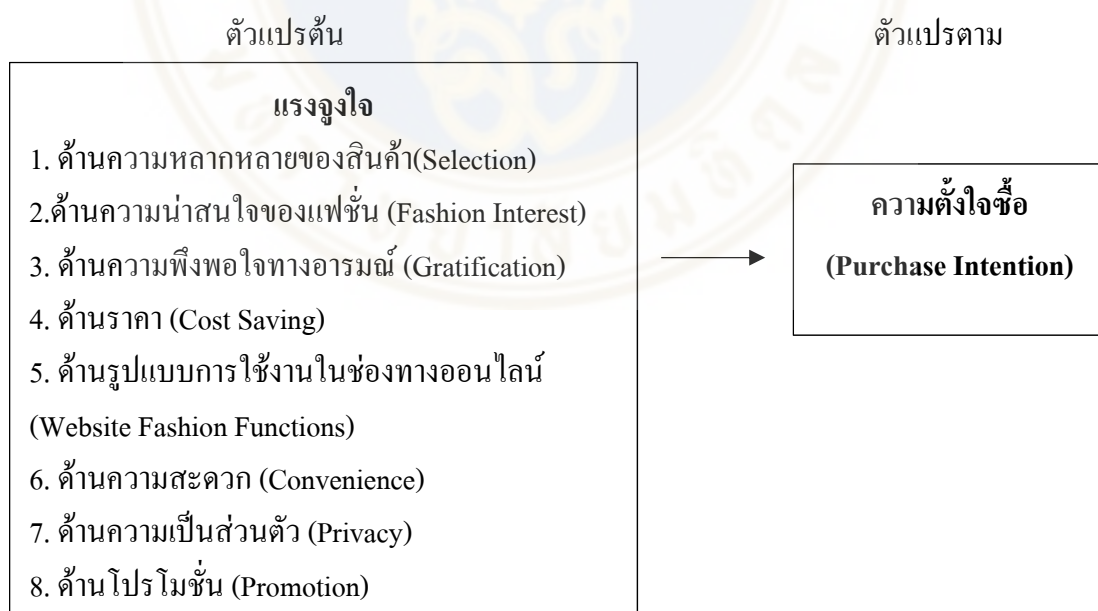 ตัวแปรต้น
ตัวแปรตาม
แรงจูงใจ
1. ด้านความหลากหลายของสินค้า(Selection)
2.ด้านความน่าสนใจของแฟชั่น (Fashion Interest)
3. ด้านความพึงพอใจทางอารมณ์ (Gratification)
4. ด้านราคา (Cost Saving)
5. ด้านรูปแบบการใช้งานในช่องทางออนไลน์
(Website Fashion Functions)
6. ด้านความสะดวก (Convenience)
7. ด้านความเป็นส่วนตัว (Privacy)
8. ด้านโปรโมชั่น (Promotion)
ความตั้งใจซื้อ
(Purchase Intention)